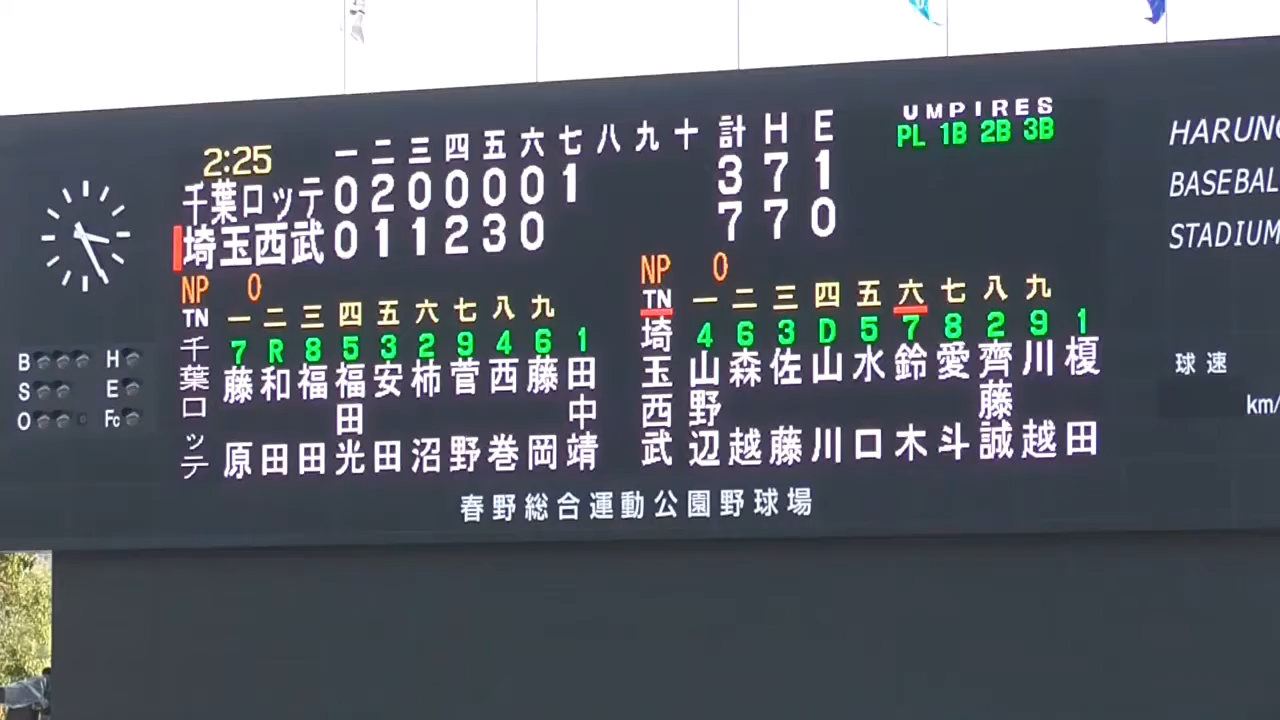 UMPIRES
PL 1B 2B 3B
2:25 一 二 三 四 五 六 七 八 九 十 計 H E
千葉ロッテ 0 2 0 0 0 0 1 3 7 1
埼玉西武 0 1 1 2 3 0 7 7 0
NP 0
TN 一 二 三 四 五 六 七 八 九
千葉ロッテ
7 R 8 5 3 2 9 4 6 1
藤原 和田 福田 福田光 安田 柿沼 菅野 西巻 藤岡 田中靖
NP 0
TN 一 二 三 四 五 六 七 八 九
埼玉西武
4 6 3 D 5 7 8 2 9 1
山野辺 森越 佐藤 山川 水口 鈴木 愛斗 齊藤誠 川越 榎田
B H
S E
O Fc
HARUNO
BASEBAL
STADIUM
球速
km/
春野総合運動公園野球場